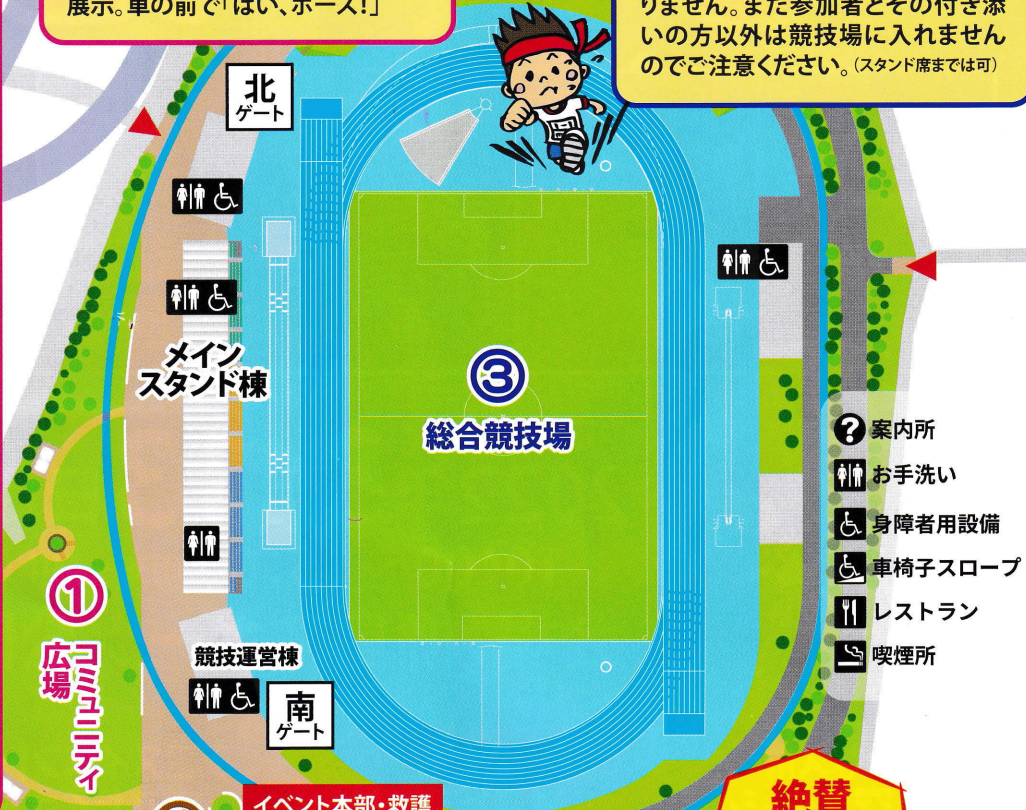 展示。車の前で「はい、ポーズ!」
りません。また参加者とその付き添
いの方以外は競技場に入れません
のでご注意ください。(スタンド席までは可)
北
ゲート
メイン
スタンド棟
③
総合競技場
案内所
お手洗い
身障者用設備
車椅子スロープ
レストラン
喫煙所
①
コミュニティ
広場
競技運営棟
南
ゲート
イベント本部・救護
絶賛